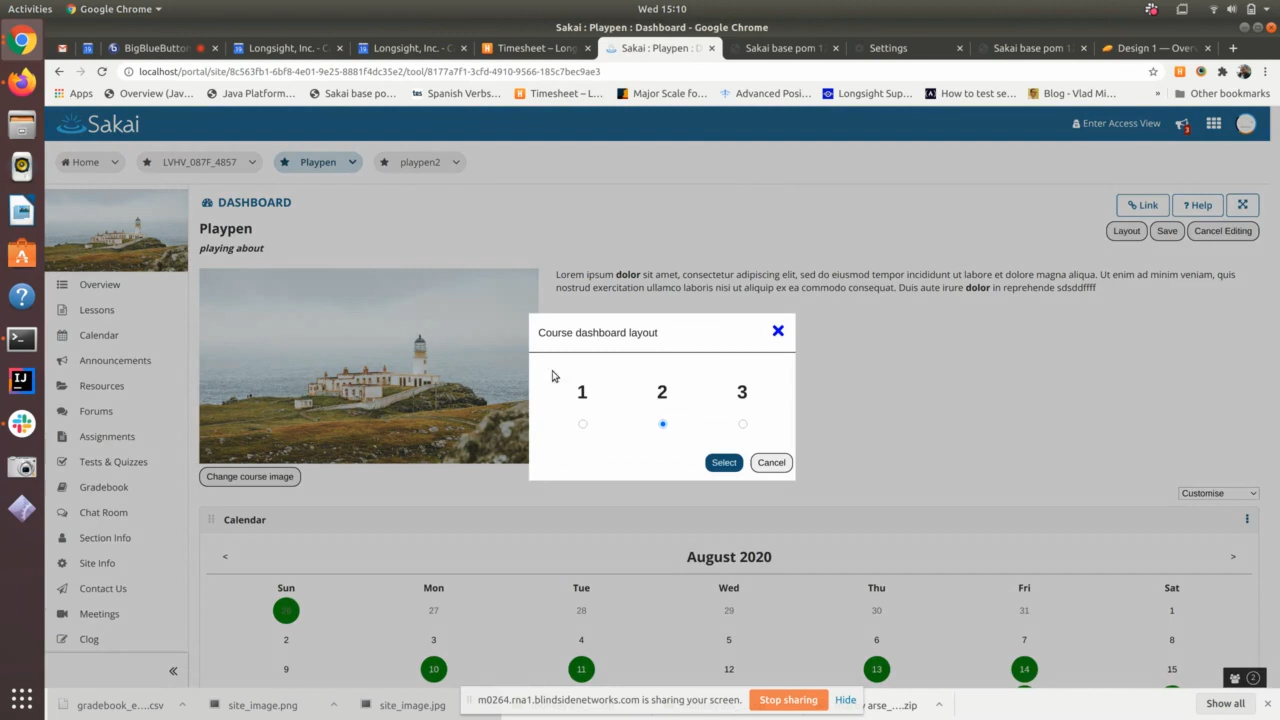 Activities
Google Chrome
Wed 15:10
Sakai : Playpen : Dashboard - Google Chrome
BigBlueButto
Longsight, Inc. - C
Longsight, Inc. - C
Timesheet – Long
Sakai : Playpen : D
Sakai base pom 12
Settings
Sakai base pom 12
Design 1 — Overv
localhost/portal/site/8c563fb1-6bf8-4e01-9e25-8881f4dc35e2/tool/8177a7f1-3cfd-4910-9566-185c7bec9ae3
Apps
Overview (Jav...
Java Platform...
Sakai base po...
tes Spanish Verbs...
Timesheet – L...
Major Scale fo...
Advanced Posi...
Longsight Sup...
How to test se...
Blog - Vlad Mi...
»
Other bookmarks
Sakai
Enter Access View
3
Home
LVHV_087F_4857
Playpen
playpen2
DASHBOARD
Link
? Help
Playpen
Layout
Save
Cancel Editing
playing about
Lorem ipsum dolor sit amet, consectetur adipiscing elit, sed do eiusmod tempor incididunt ut labore et dolore magna aliqua. Ut enim ad minim veniam, quis
nostrud exercitation ullamco laboris nisi ut aliquip ex ea commodo consequat. Duis aute irure dolor in reprehende sdsddffff
Overview
Lessons
Calendar
Announcements
Resources
Forums
Assignments
Tests & Quizzes
Gradebook
Chat Room
Section Info
Site Info
Contact Us
Meetings
Clog
«
Course dashboard layout
1 2 3
Select
Cancel
Change course image
Customise
Calendar
< August 2020 >
Sun Mon Tue Wed Thu Fri Sat
26 27 28 29 30 31 1
2 3 4 5 6 7 8
9 10 11 12 13 14 15
2
gradebook_e....csv
site_image.png
site_image.jpg
m0264.rna1.blindsidenetworks.com is sharing your screen.
Stop sharing
Hide
arse_....zip
Show all